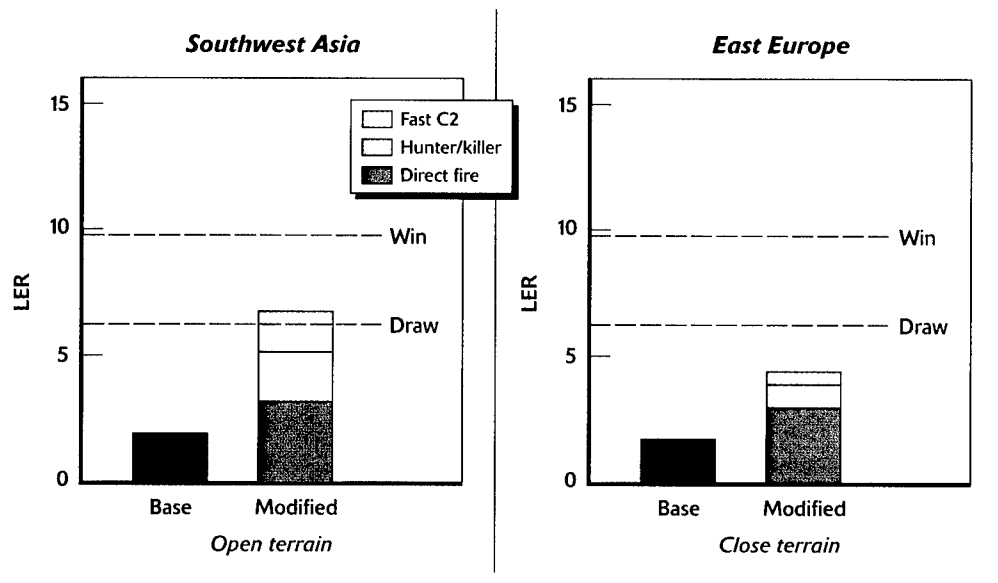 Southwest Asia
15
10
5
0
LER
Win
Draw
Base
Modified
Open terrain
Fast C2
Hunter/killer
Direct fire
East Europe
15
10
5
0
LER
Win
Draw
Base
Modified
Close terrain